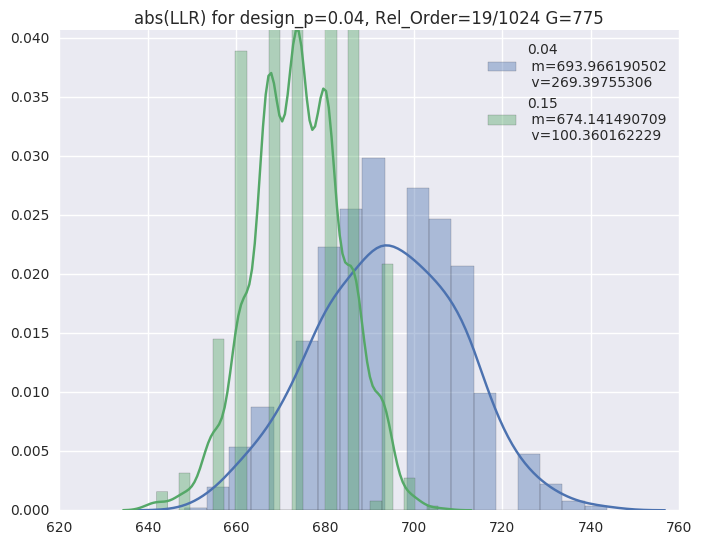 abs(LLR) for design_p=0.04, Rel_Order=19/1024 G=775
0.04
m=693.966190502
v=269.39755306
0.15
m=674.141490709
v=100.360162229
0.040
0.035
0.030
0.025
0.020
0.015
0.010
0.005
0.000
620 640 660 680 700 720 740 760